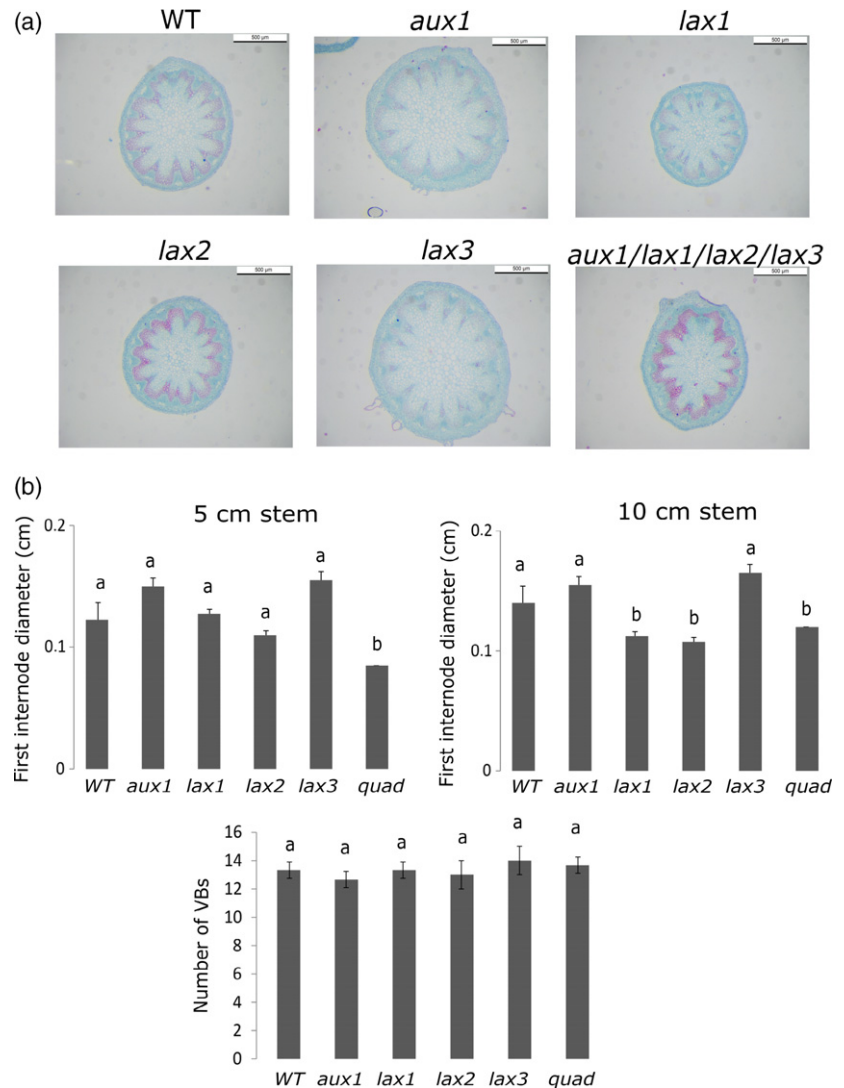 (a)
WT
aux1
lax1
500 µm
500 µm
500 µm
lax2
lax3
aux1/lax1/lax2/lax3
500 µm
500 µm
500 µm
(b)
5 cm stem
First internode diameter (cm)
0.2
0.1
0
a
a
a
a
a
b
WT aux1 lax1 lax2 lax3 quad
10 cm stem
First internode diameter (cm)
0.2
0.1
0
a
a
b
b
a
b
WT aux1 lax1 lax2 lax3 quad
Number of VBs
16
14
12
10
8
6
4
2
0
a
a
a
a
a
a
WT aux1 lax1 lax2 lax3 quad